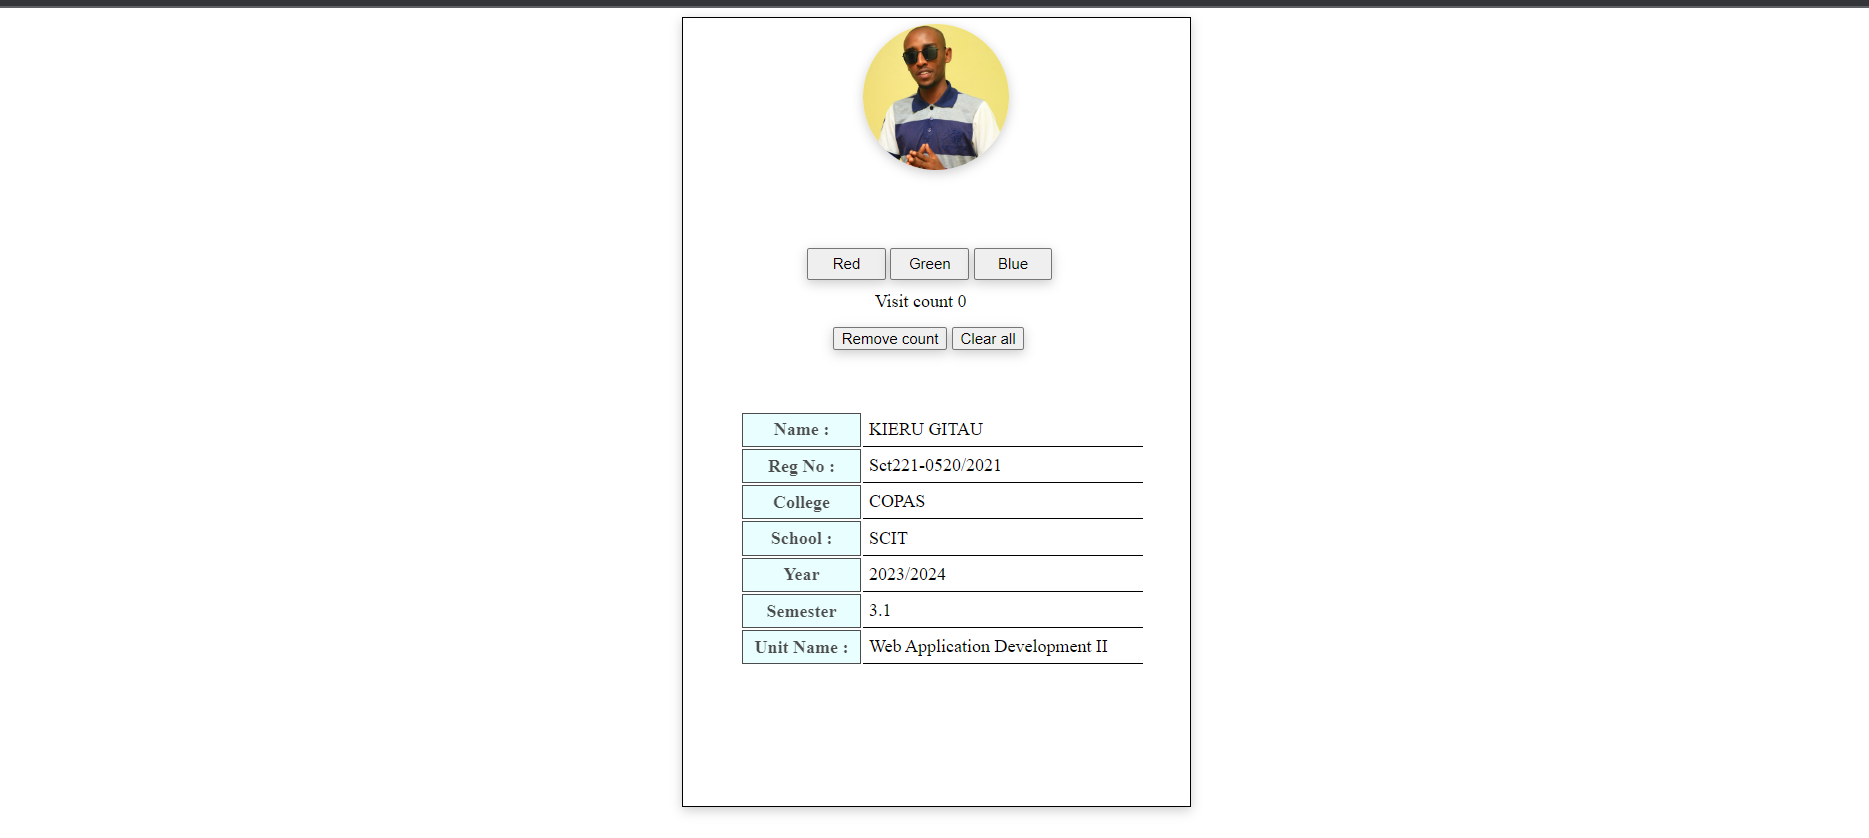 Red Green Blue
Visit count 0
Remove count Clear all
Name : KIERU GITAU
Reg No : Sct221-0520/2021
College COPAS
School : SCIT
Year 2023/2024
Semester 3.1
Unit Name : Web Application Development II